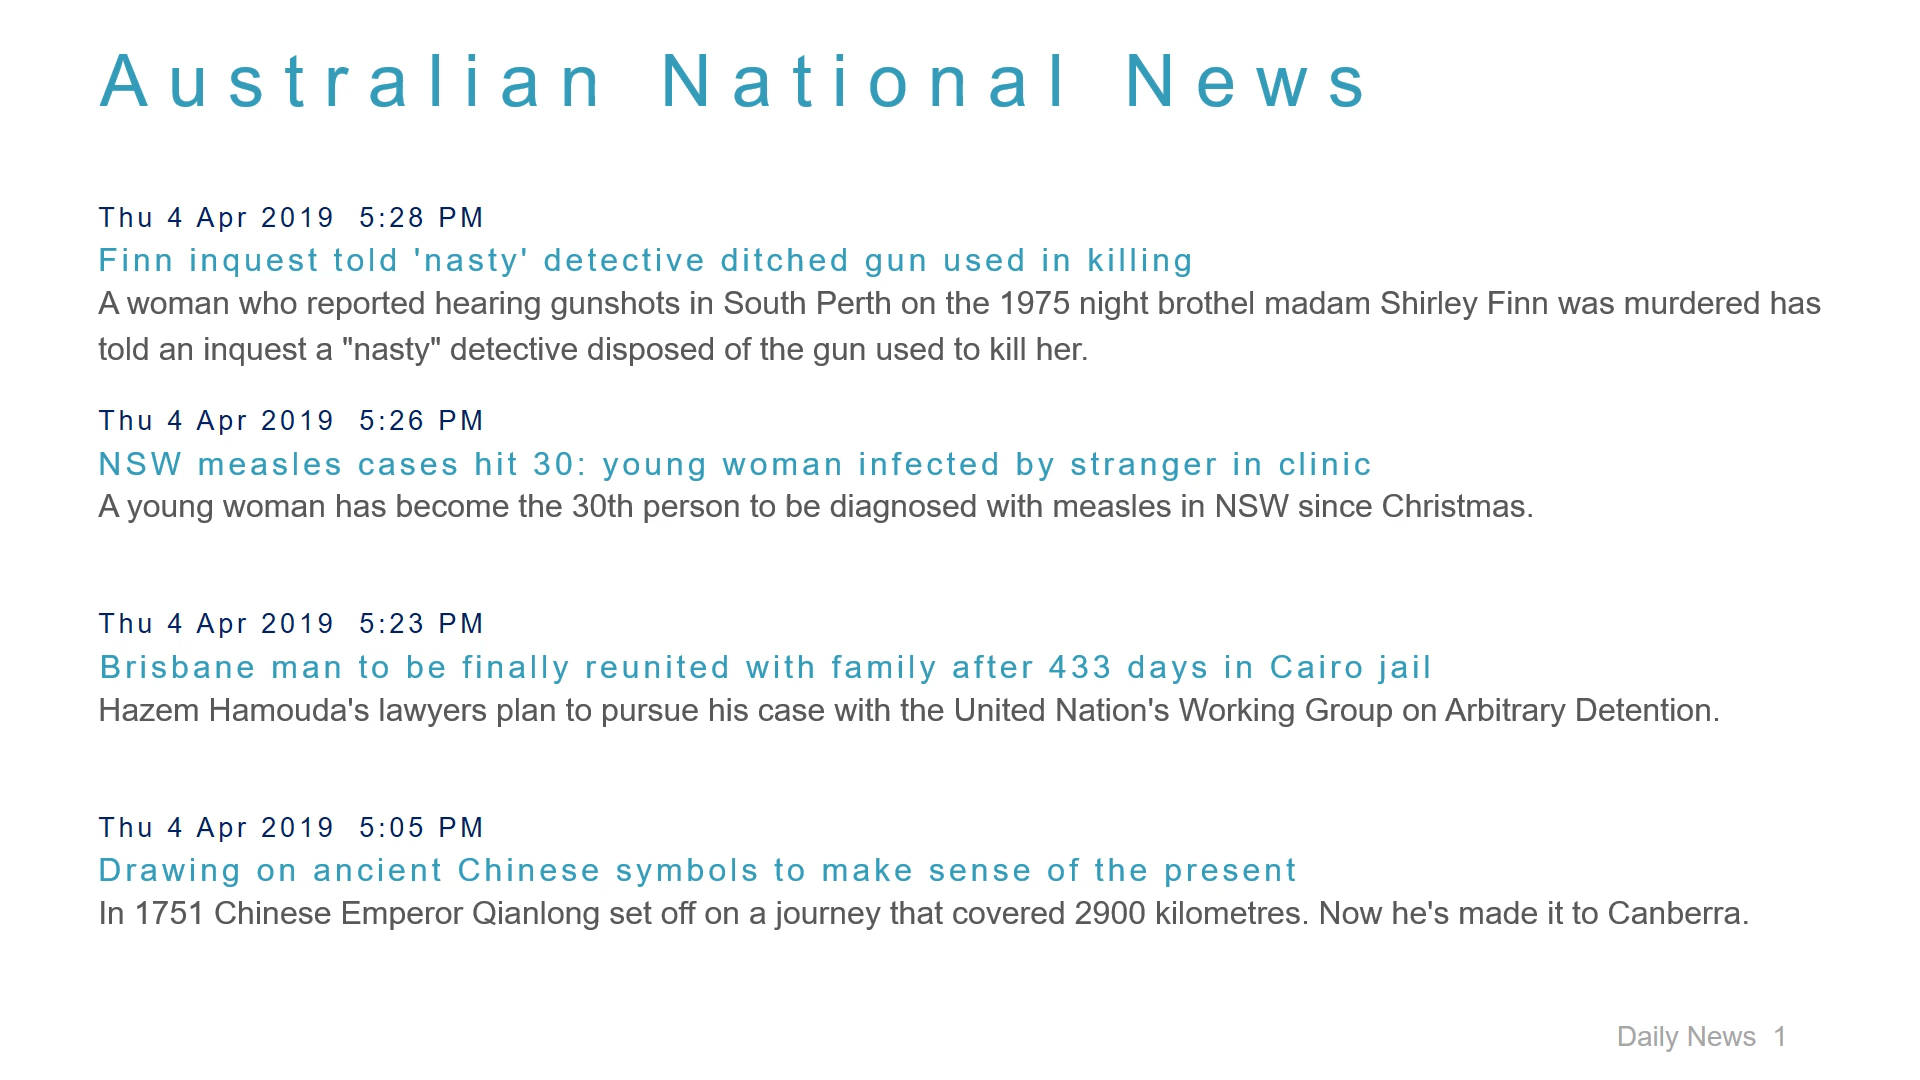 Australian National News
Thu 4 Apr 2019 5:28 PM
Finn inquest told 'nasty' detective ditched gun used in killing
A woman who reported hearing gunshots in South Perth on the 1975 night brothel madam Shirley Finn was murdered has
told an inquest a "nasty" detective disposed of the gun used to kill her.
Thu 4 Apr 2019 5:26 PM
NSW measles cases hit 30: young woman infected by stranger in clinic
A young woman has become the 30th person to be diagnosed with measles in NSW since Christmas.
Thu 4 Apr 2019 5:23 PM
Brisbane man to be finally reunited with family after 433 days in Cairo jail
Hazem Hamouda's lawyers plan to pursue his case with the United Nation's Working Group on Arbitrary Detention.
Thu 4 Apr 2019 5:05 PM
Drawing on ancient Chinese symbols to make sense of the present
In 1751 Chinese Emperor Qianlong set off on a journey that covered 2900 kilometres. Now he's made it to Canberra.
Daily News 1